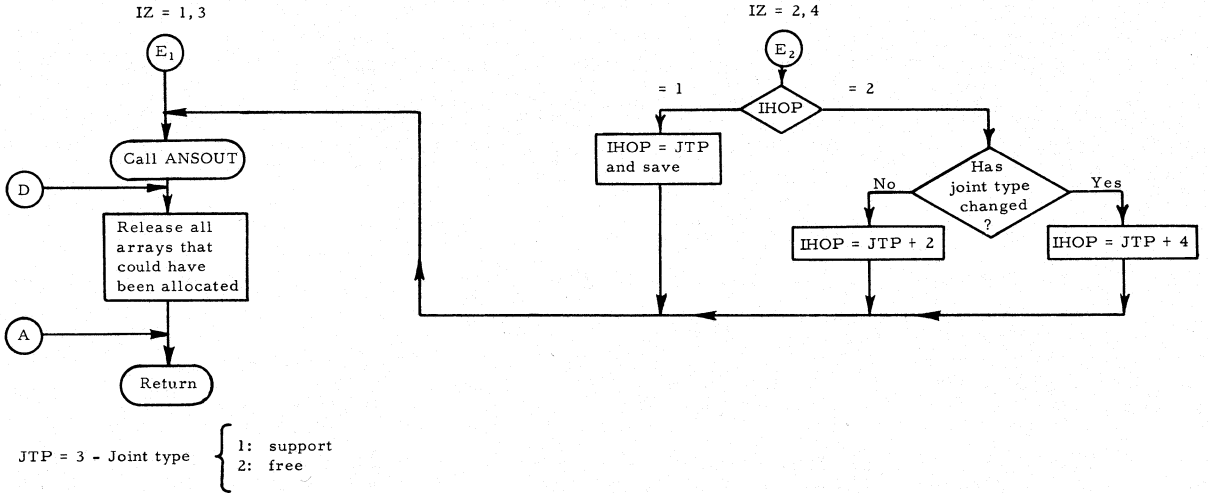 IZ = 1, 3
IZ = 2, 4
E1
E2
= 1
IHOP
= 2
Call ANSOUT
IHOP = JTP
and save
Has
joint type
changed
?
No
Yes
D
Release all
arrays that
could have
been allocated
IHOP = JTP + 2
IHOP = JTP + 4
A
Return
JTP = 3 - Joint type
1: support
2: free